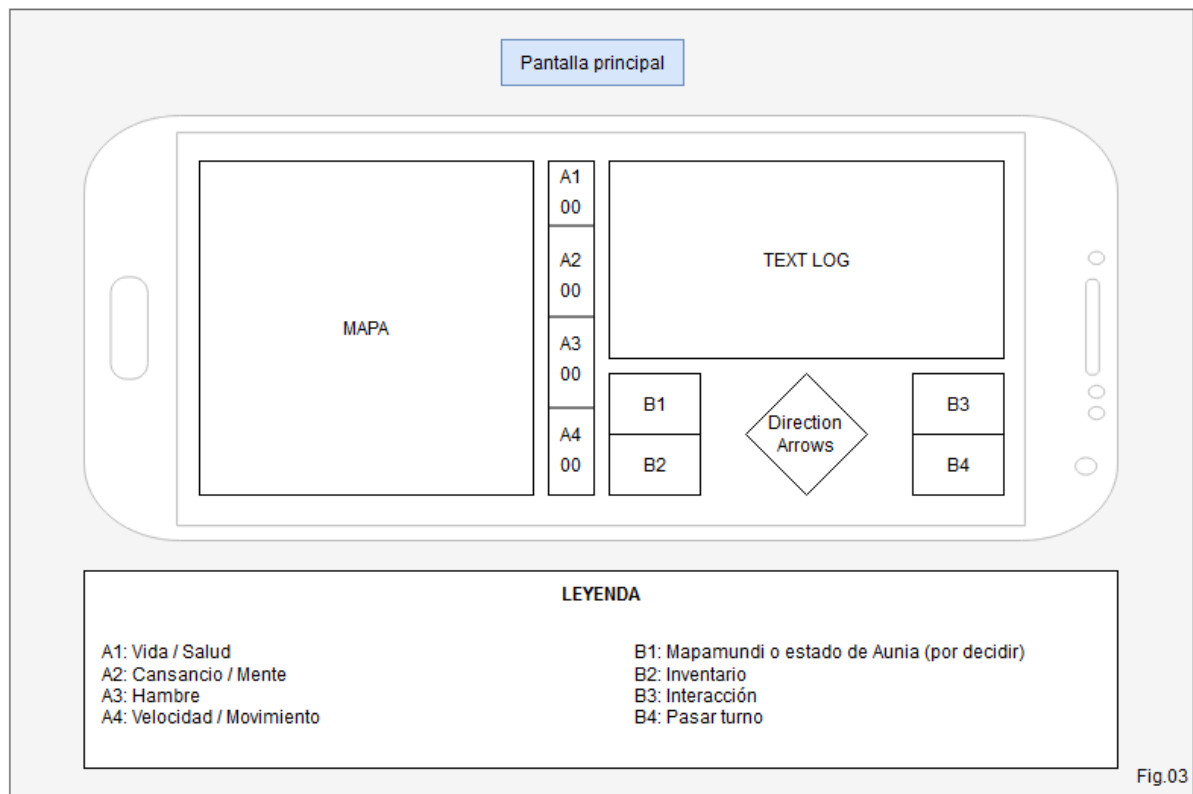 Pantalla principal
MAPA
A1
00
A2
00
A3
00
A4
00
TEXT LOG
B1
B2
Direction
Arrows
B3
B4
LEYENDA
A1: Vida / Salud
A2: Cansancio / Mente
A3: Hambre
A4: Velocidad / Movimiento
B1: Mapamundi o estado de Aunia (por decidir)
B2: Inventario
B3: Interacción
B4: Pasar turno
Fig.03